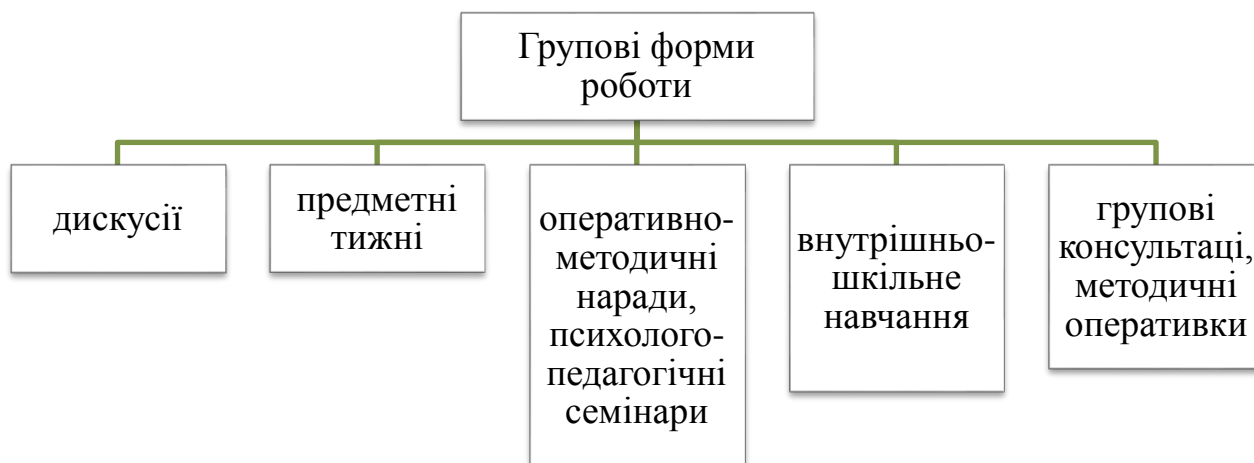 Групові форми
роботи
дискусії
предметні
тижні
оперативно-
методичні
наради,
психолого-
педагогічні
семінари
внутрішньо-
шкільне
навчання
групові
консультаці,
методичні
оперативки